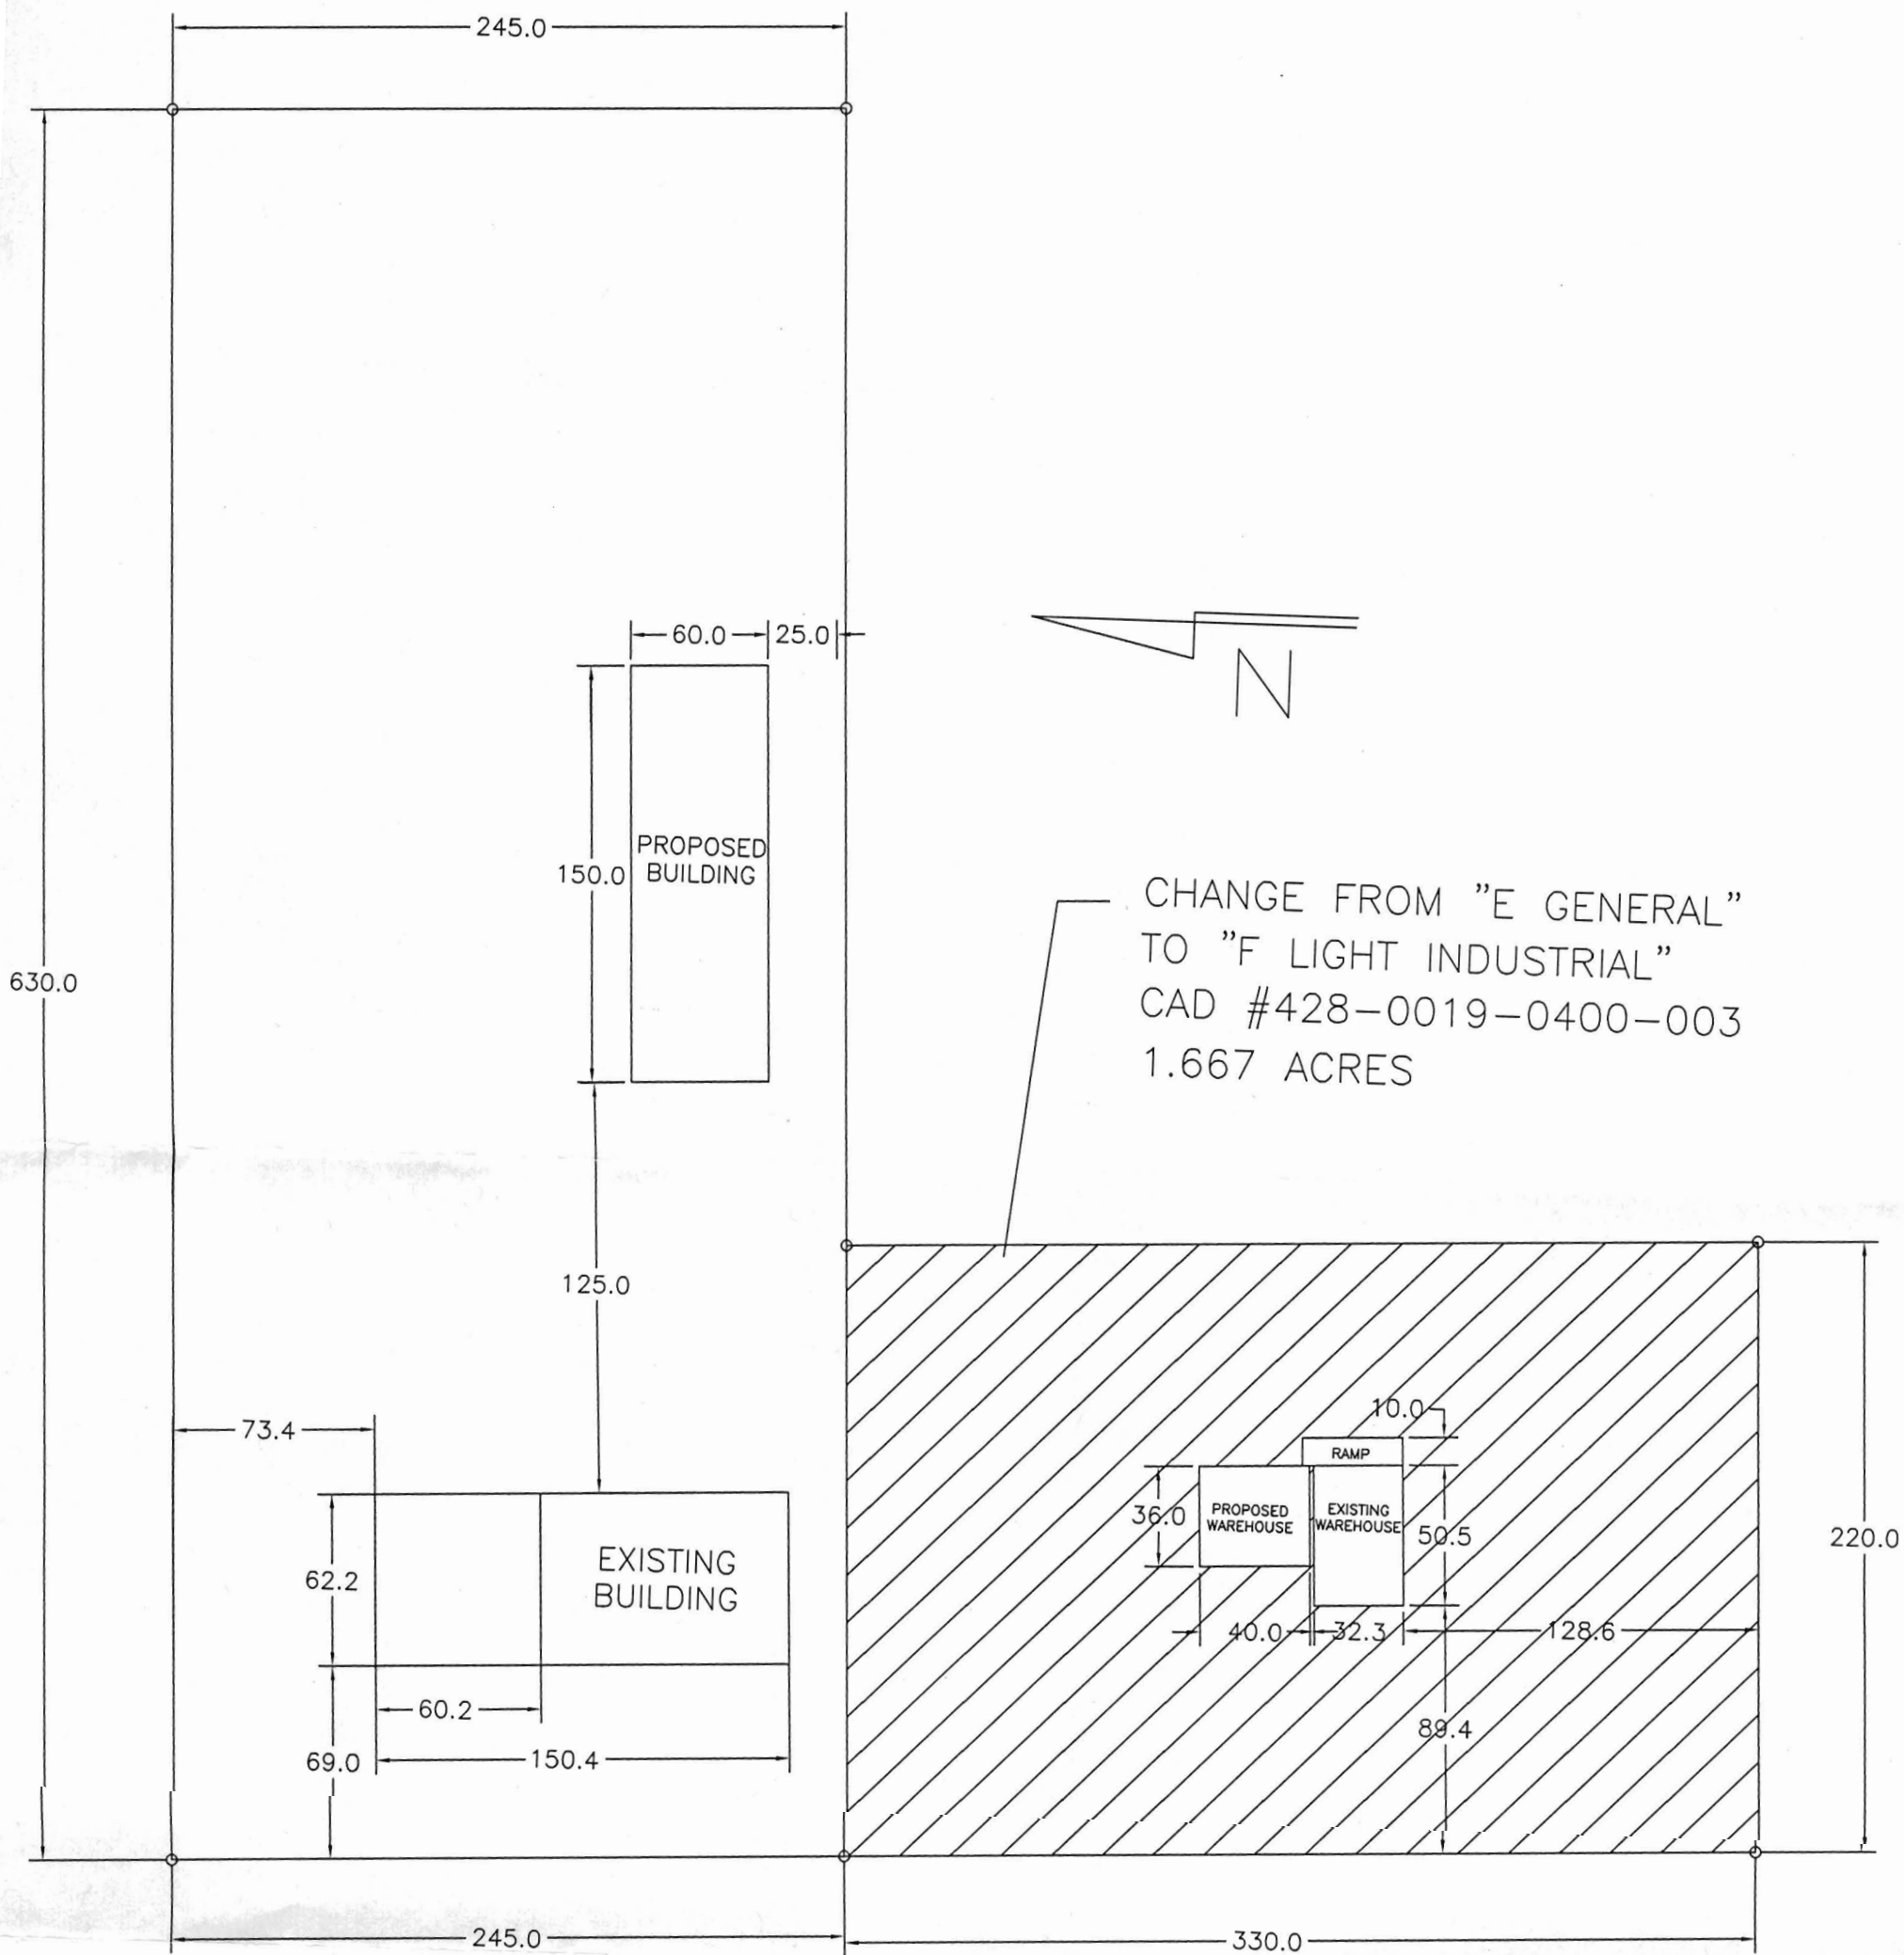 245.0
60.0
25.0
N
PROPOSED
BUILDING
150.0
CHANGE FROM "E GENERAL"
TO "F LIGHT INDUSTRIAL"
CAD #428-0019-0400-003
1.667 ACRES
630.0
125.0
73.4
10.0
RAMP
36.0
PROPOSED
WAREHOUSE
EXISTING
WAREHOUSE
50.5
220.0
62.2
EXISTING
BUILDING
40.0
32.3
128.6
60.2
89.4
69.0
150.4
245.0
330.0